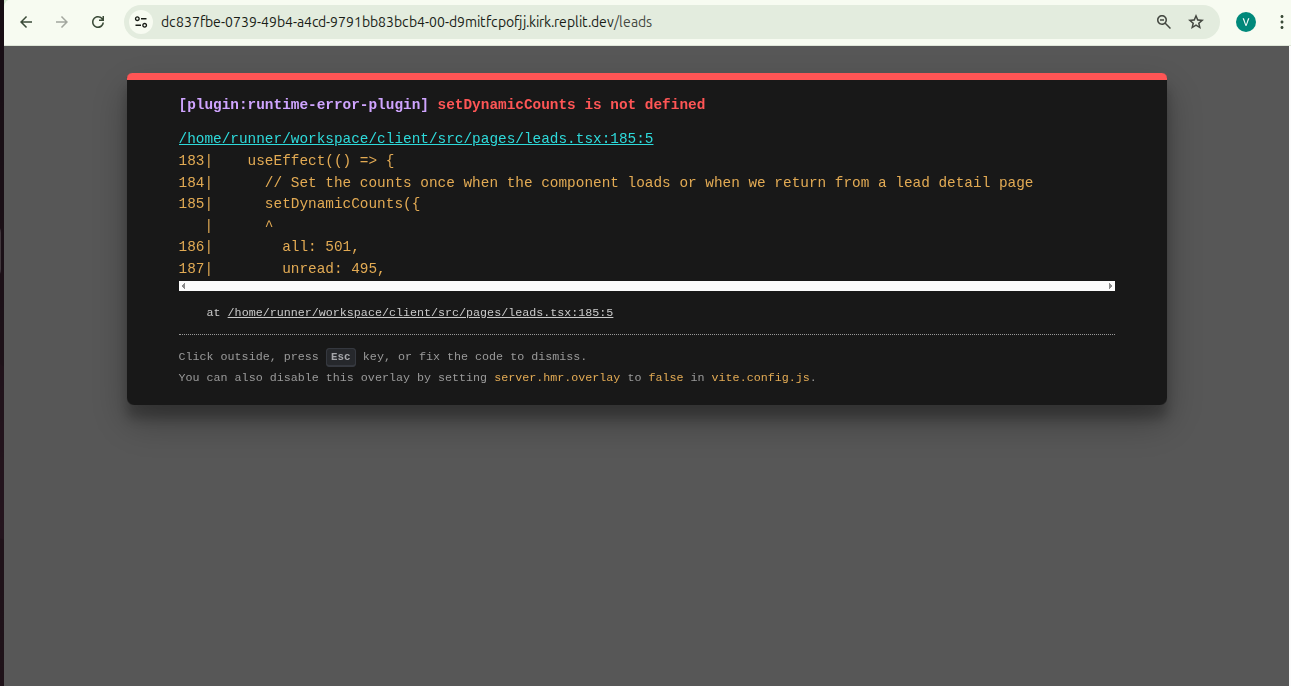 dc837fbe-0739-49b4-a4cd-9791bb83bcb4-00-d9mitfcpofjj.kirk.replit.dev/leads
V
[plugin:runtime-error-plugin] setDynamicCounts is not defined
/home/runner/workspace/client/src/pages/leads.tsx:185:5
183|    useEffect(() => {
184|      // Set the counts once when the component loads or when we return from a lead detail page
185|      setDynamicCounts({
   |      ^
186|        all: 501,
187|        unread: 495,
at /home/runner/workspace/client/src/pages/leads.tsx:185:5
Click outside, press Esc key, or fix the code to dismiss.
You can also disable this overlay by setting server.hmr.overlay to false in vite.config.js.